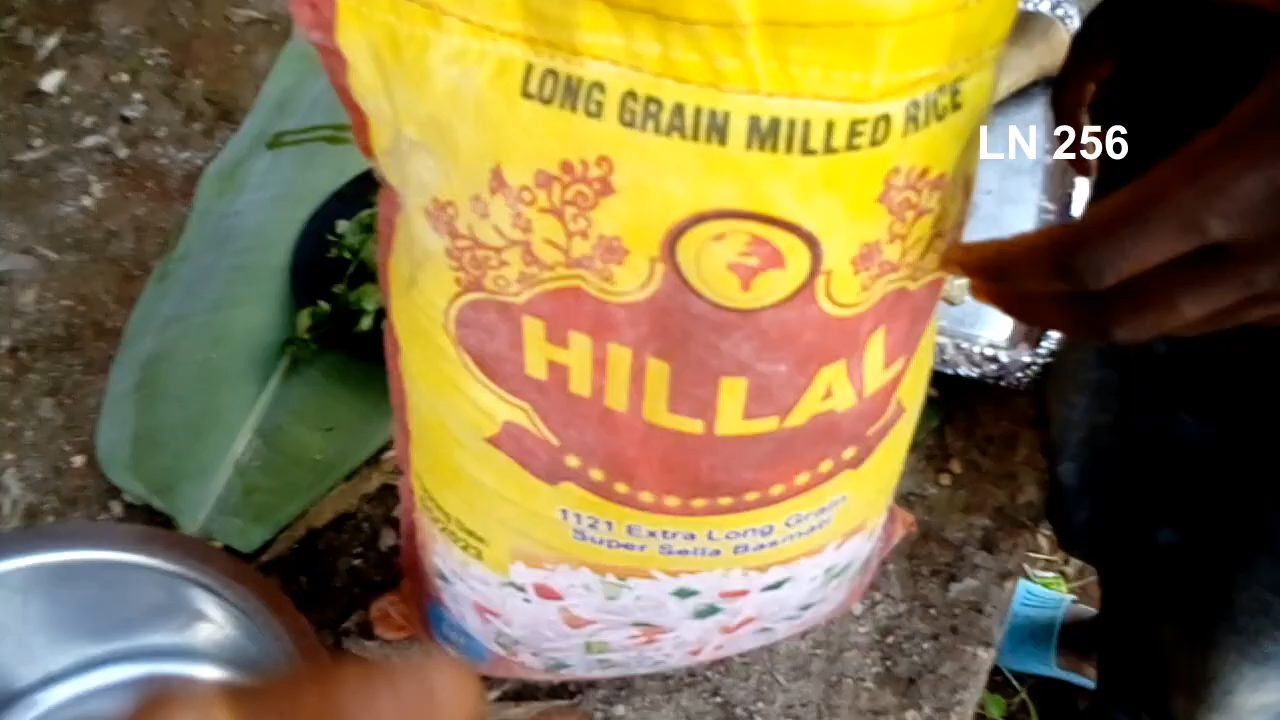 LONG GRAIN MILLED RICE
LN 256
HILLAL
1121 Extra Long Grain
Super Sella Basmati